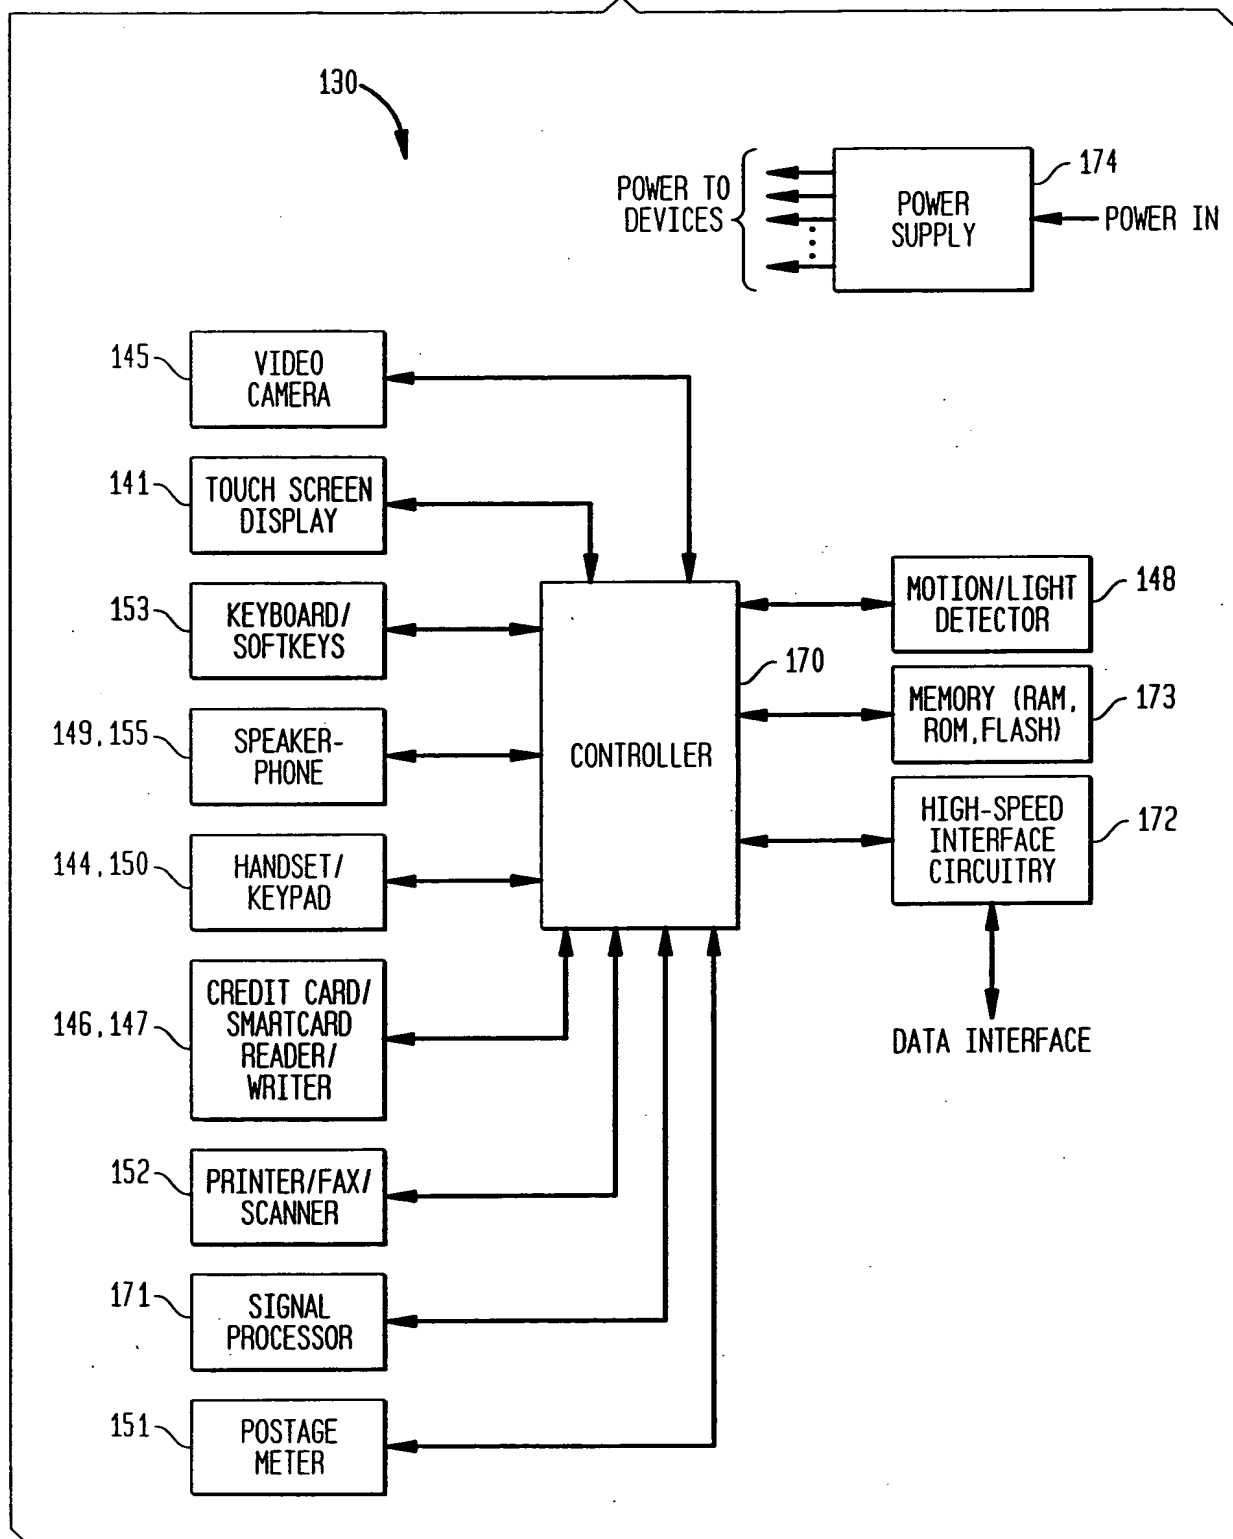 130
174
POWER TO
DEVICES
POWER
SUPPLY
POWER IN
145
VIDEO
CAMERA
141
TOUCH SCREEN
DISPLAY
153
KEYBOARD/
SOFTKEYS
149,155
SPEAKER-
PHONE
144,150
HANDSET/
KEYPAD
146,147
CREDIT CARD/
SMARTCARD
READER/
WRITER
152
PRINTER/FAX/
SCANNER
171
SIGNAL
PROCESSOR
151
POSTAGE
METER
CONTROLLER
170
MOTION/LIGHT
DETECTOR
148
MEMORY (RAM,
ROM,FLASH)
173
HIGH-SPEED
INTERFACE
CIRCUITRY
172
DATA INTERFACE